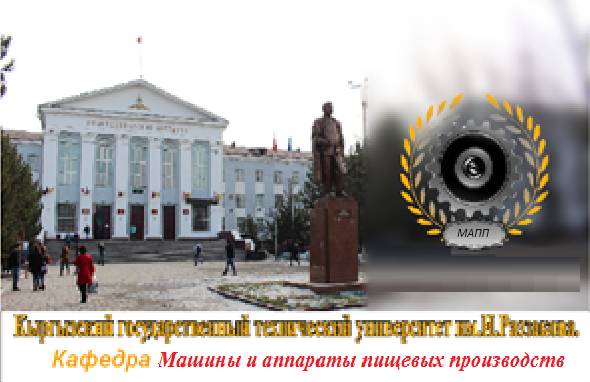 МАПП
Кыргызский государственный технический университет им.И.Раззакова.
Кафедра Машины и аппараты пищевых производств